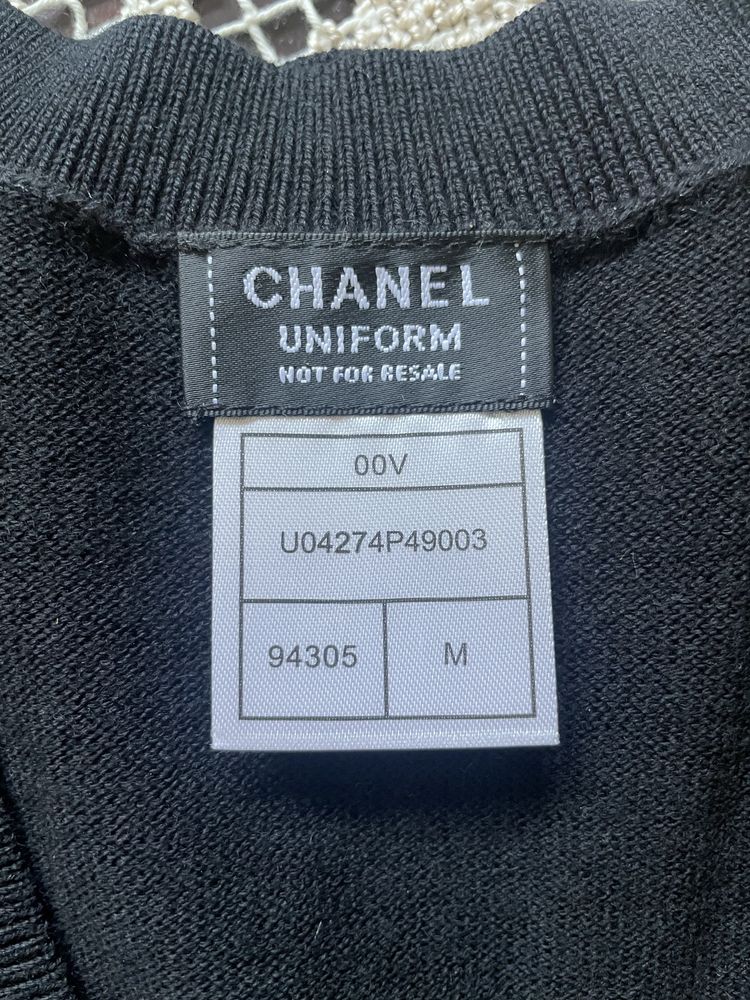 CHANEL
UNIFORM
NOT FOR RESALE
00V
U04274P49003
94305 M